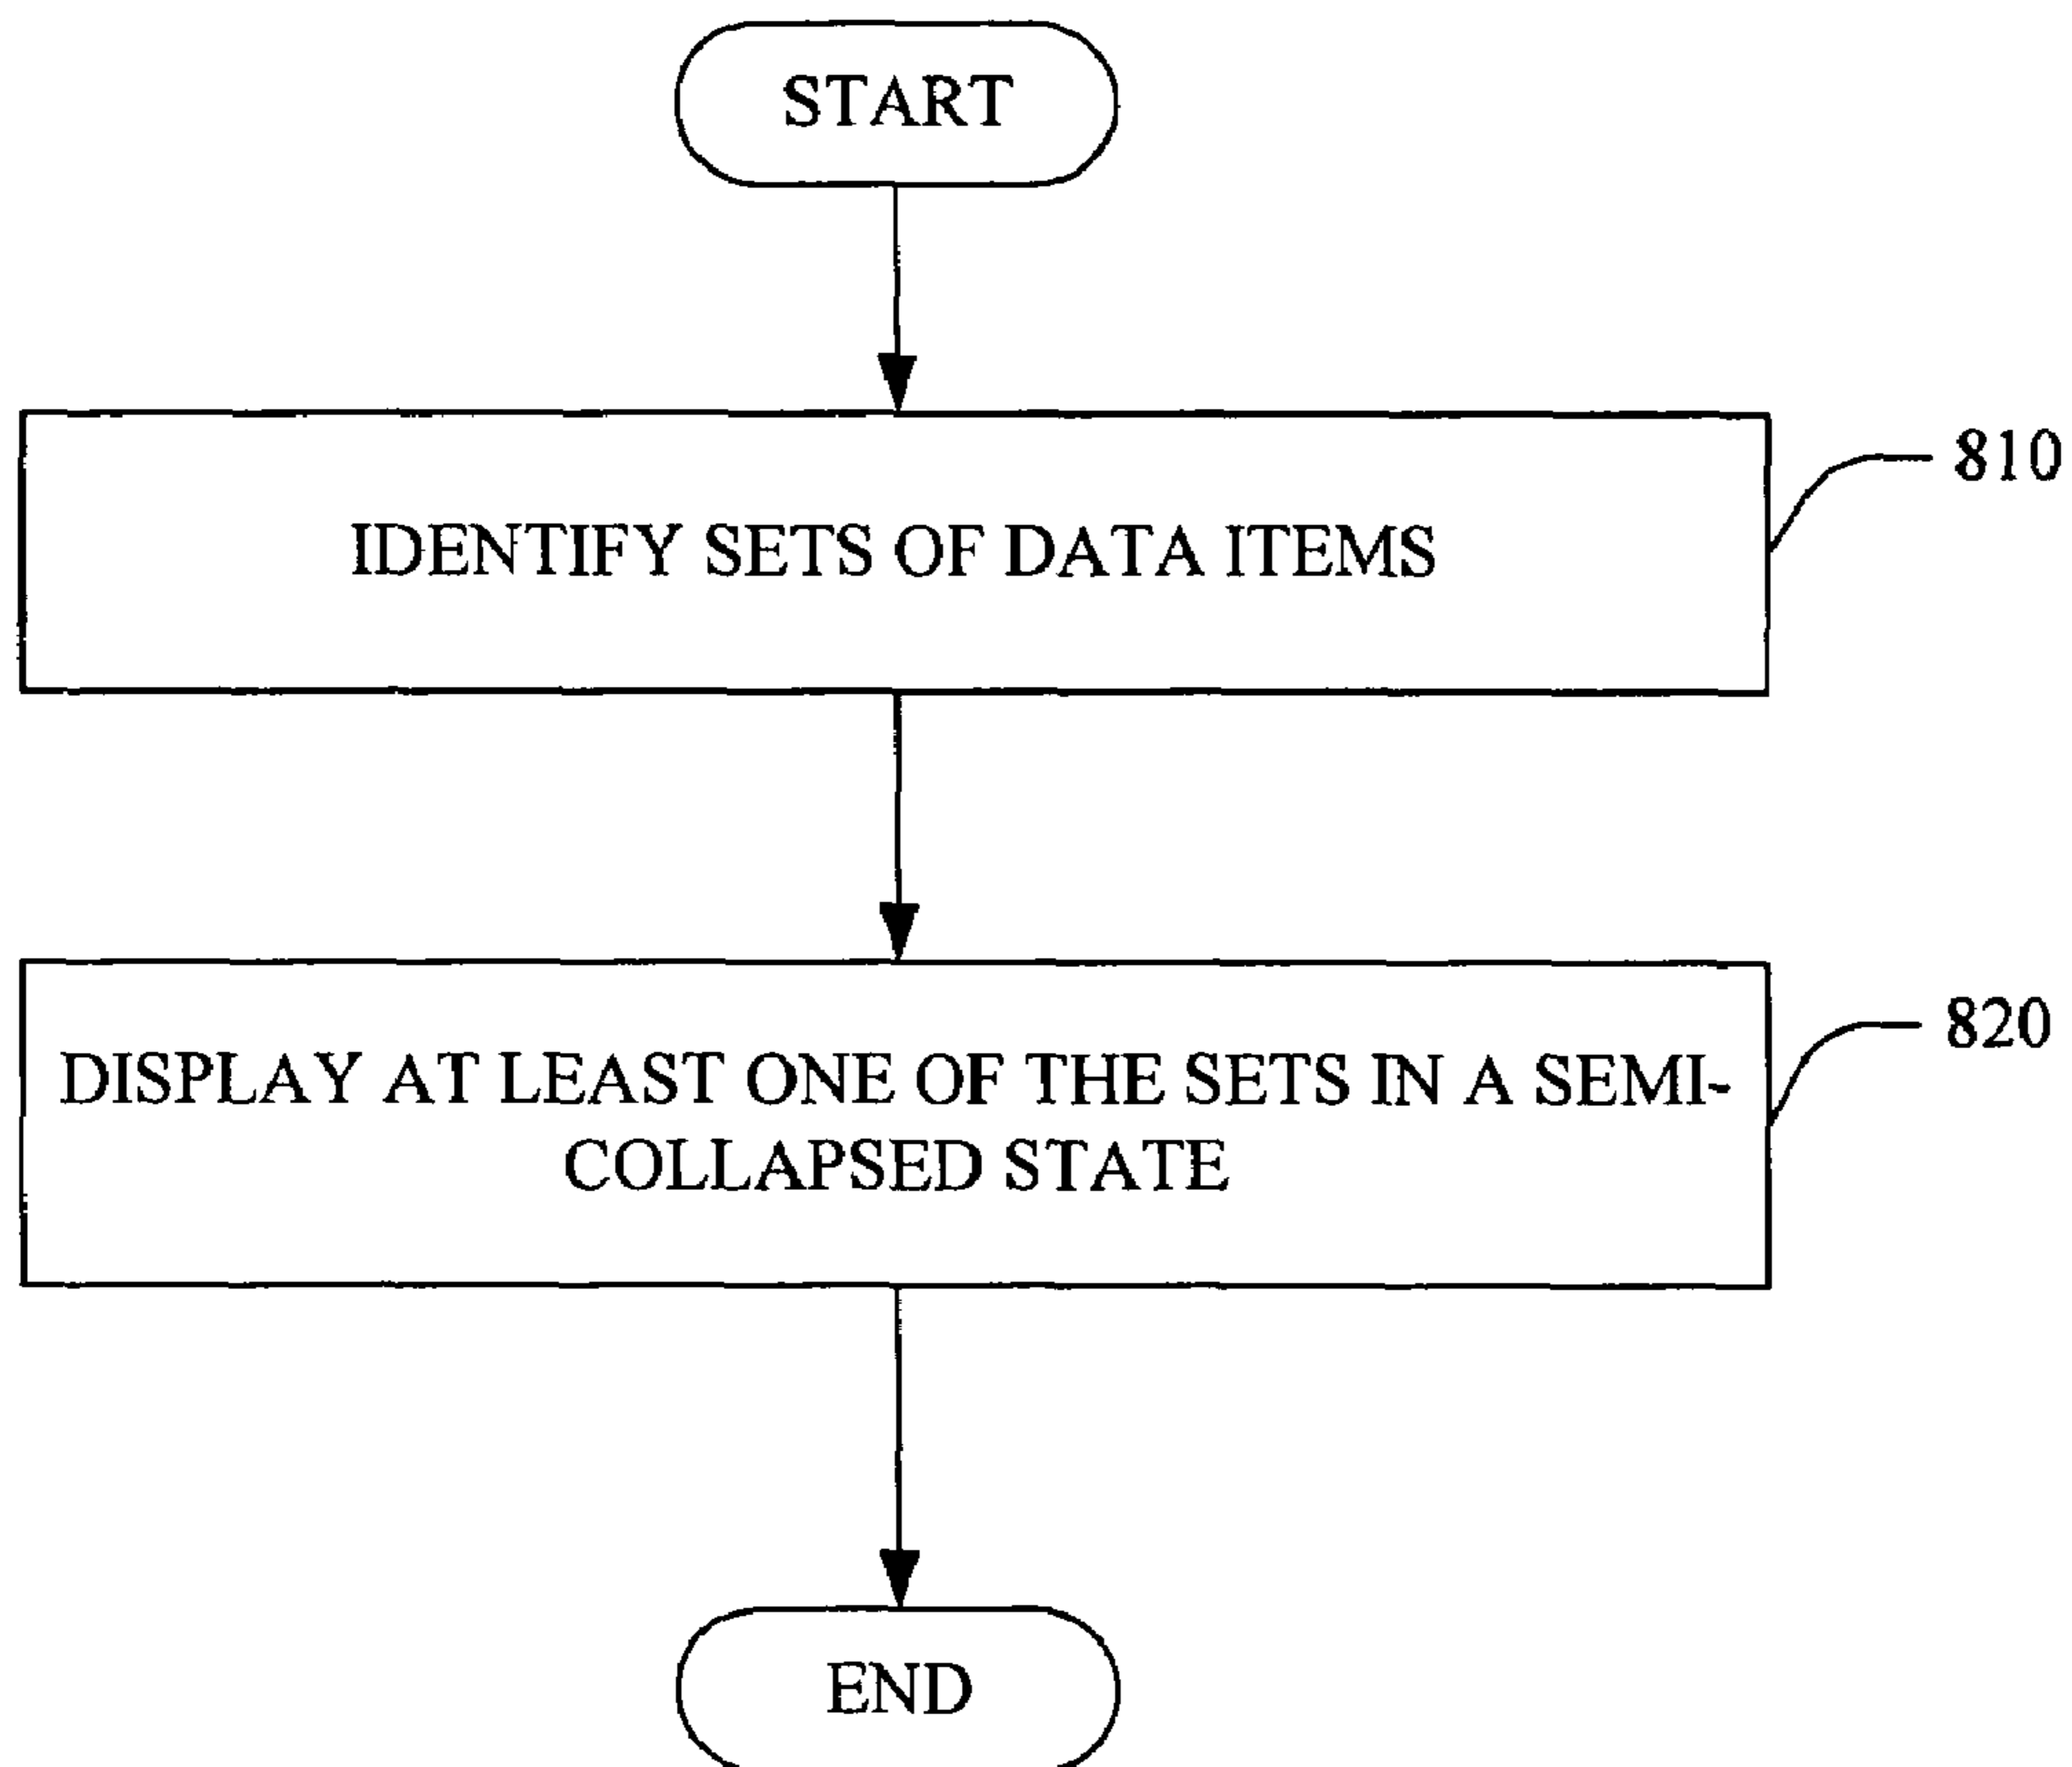 START
810
IDENTIFY SETS OF DATA ITEMS
820
DISPLAY AT LEAST ONE OF THE SETS IN A SEMI-
COLLAPSED STATE
END